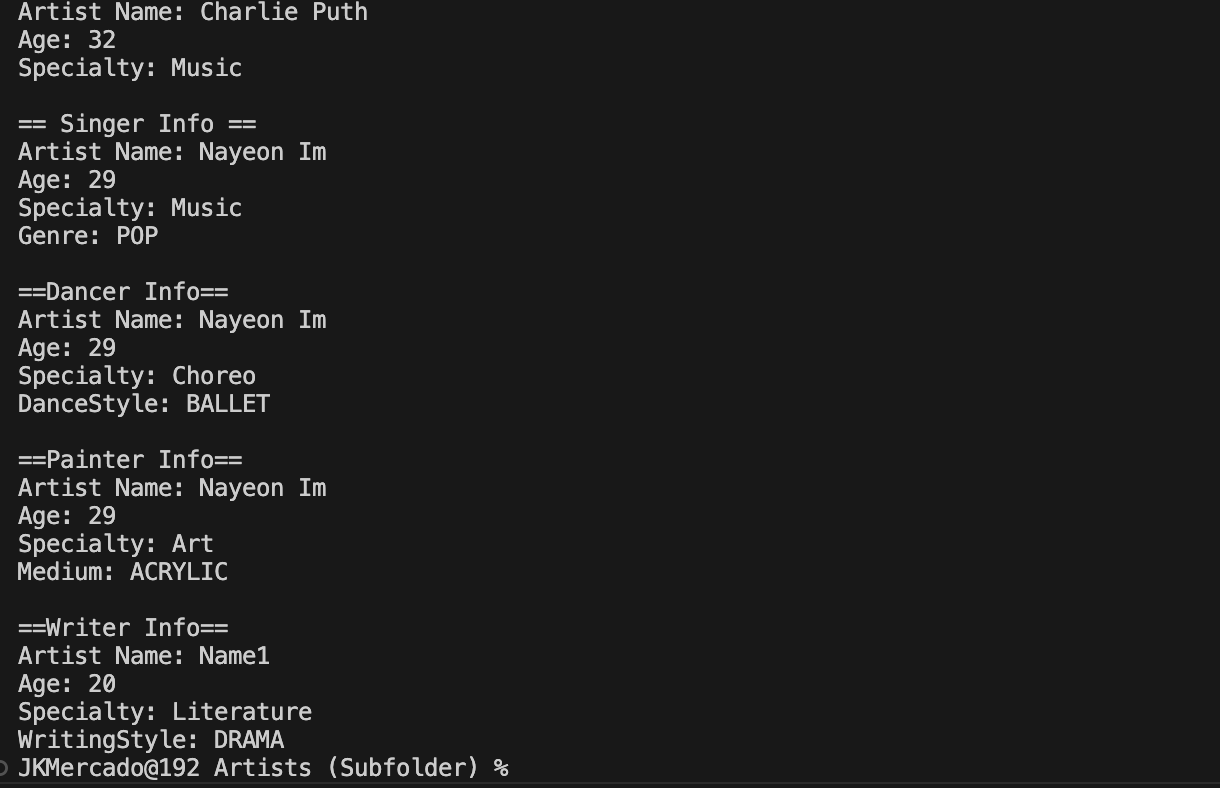 Artist Name: Charlie Puth
Age: 32
Specialty: Music
== Singer Info ==
Artist Name: Nayeon Im
Age: 29
Specialty: Music
Genre: POP
==Dancer Info==
Artist Name: Nayeon Im
Age: 29
Specialty: Choreo
DanceStyle: BALLET
==Painter Info==
Artist Name: Nayeon Im
Age: 29
Specialty: Art
Medium: ACRYLIC
==Writer Info==
Artist Name: Name1
Age: 20
Specialty: Literature
WritingStyle: DRAMA
JKMercado@192 Artists (Subfolder) %